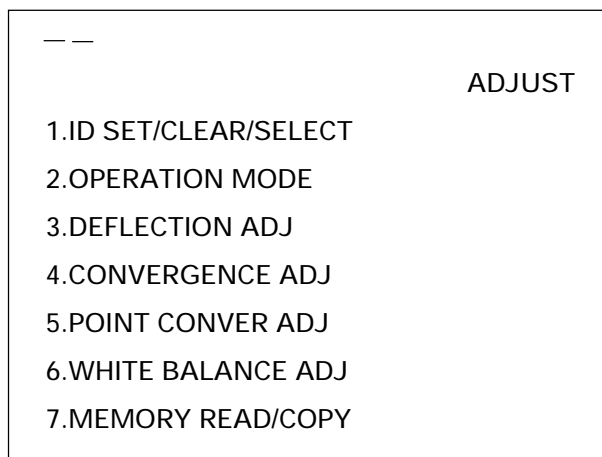 — —
ADJUST
1.ID SET/CLEAR/SELECT
2.OPERATION MODE
3.DEFLECTION ADJ
4.CONVERGENCE ADJ
5.POINT CONVER ADJ
6.WHITE BALANCE ADJ
7.MEMORY READ/COPY